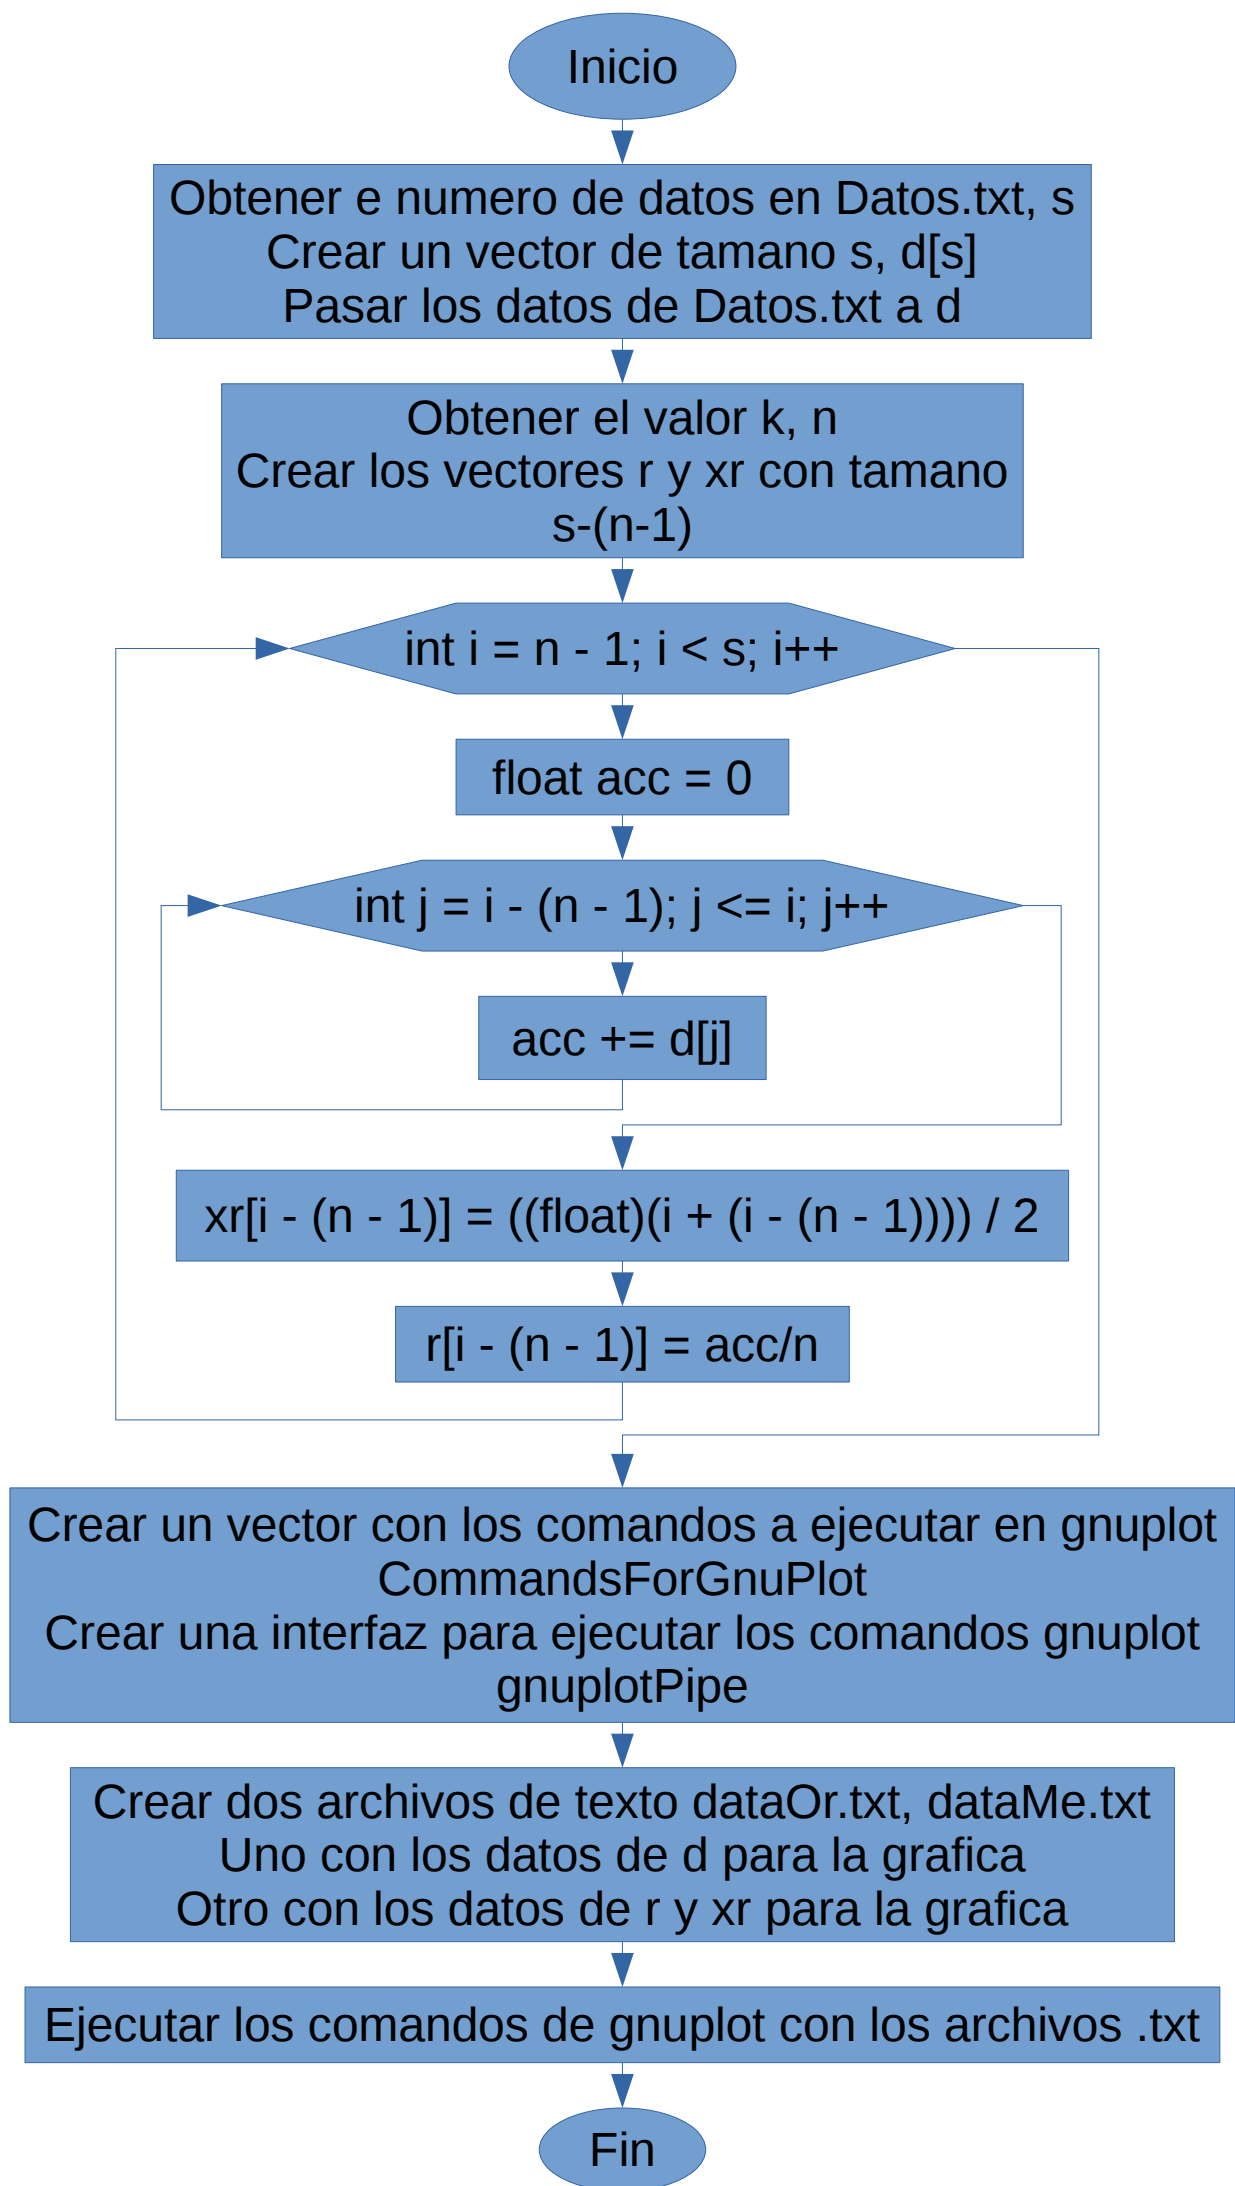 Inicio
Obtener e numero de datos en Datos.txt, s
Crear un vector de tamano s, d[s]
Pasar los datos de Datos.txt a d
Obtener el valor k, n
Crear los vectores r y xr con tamano
s-(n-1)
int i = n - 1; i < s; i++
float acc = 0
int j = i - (n - 1); j <= i; j++
acc += d[j]
xr[i - (n - 1)] = ((float)(i + (i - (n - 1)))) / 2
r[i - (n - 1)] = acc/n
Crear un vector con los comandos a ejecutar en gnuplot
CommandsForGnuPlot
Crear una interfaz para ejecutar los comandos gnuplot
gnuplotPipe
Crear dos archivos de texto dataOr.txt, dataMe.txt
Uno con los datos de d para la grafica
Otro con los datos de r y xr para la grafica
Ejecutar los comandos de gnuplot con los archivos .txt
Fin